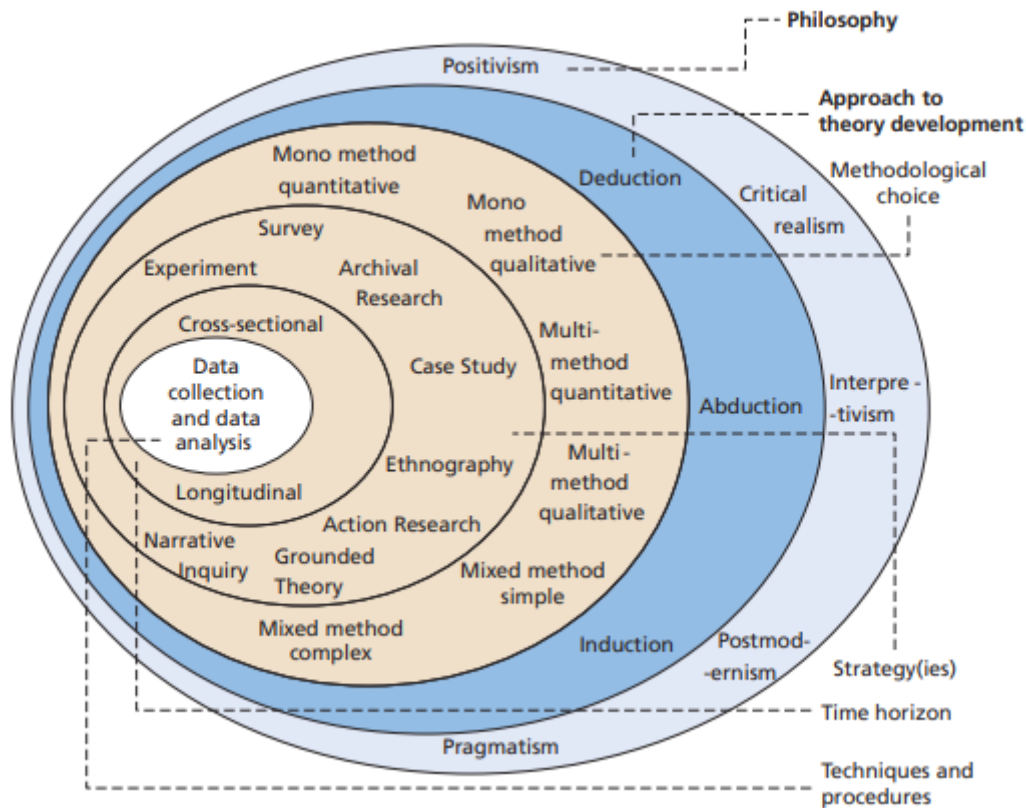 Philosophy
Positivism
Approach to
theory development
Mono method
quantitative
Deduction
Methodological
choice
Critical
realism
Mono
method
qualitative
Survey
Experiment
Archival
Research
Cross-sectional
Multi-
method
quantitative
Data
collection
and data
analysis
Case Study
Abduction
Interpre -
-tivism
Ethnography
Multi -
method
qualitative
Longitudinal
Action Research
Narrative
Inquiry
Grounded
Theory
Mixed method
simple
Mixed method
complex
Induction
Postmod-
-ernism
Strategy(ies)
Time horizon
Pragmatism
Techniques and
procedures